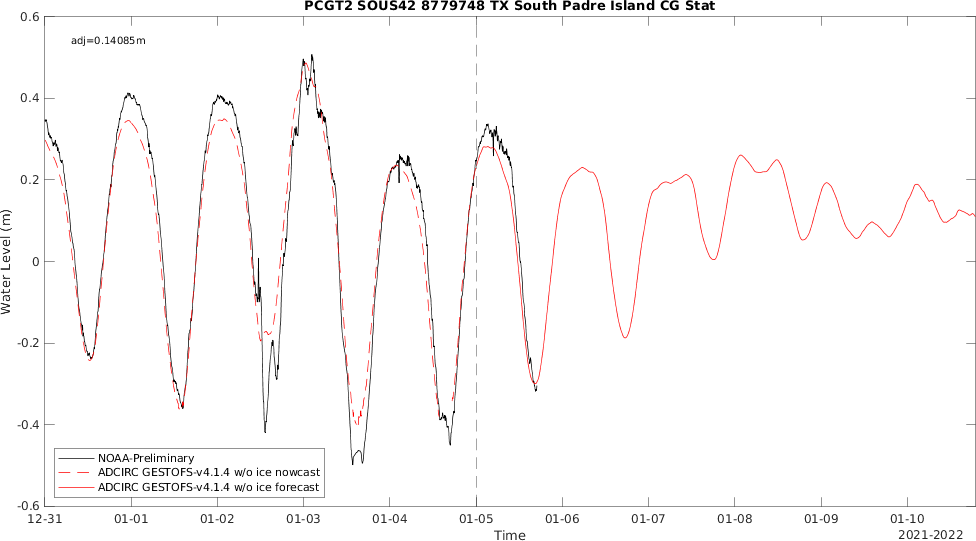 PCGT2 SOUS42 8779748 TX South Padre Island CG Stat
adj=0.14085m
0.6
0.4
0.2
0
-0.2
-0.4
-0.6
Water Level (m)
NOAA-Preliminary
ADCIRC GESTOFS-v4.1.4 w/o ice nowcast
ADCIRC GESTOFS-v4.1.4 w/o ice forecast
12-31 01-01 01-02 01-03 01-04 01-05 01-06 01-07 01-08 01-09 01-10
Time
2021-2022